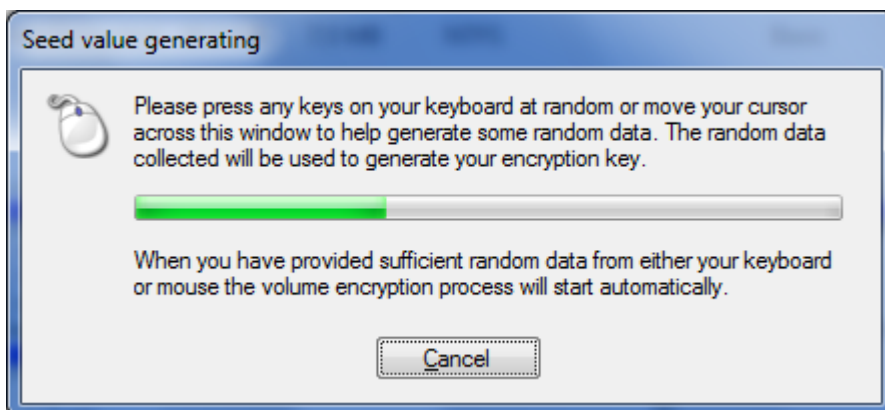 Seed value generating
Please press any keys on your keyboard at random or move your cursor
across this window to help generate some random data. The random data
collected will be used to generate your encryption key.
When you have provided sufficient random data from either your keyboard
or mouse the volume encryption process will start automatically.
Cancel